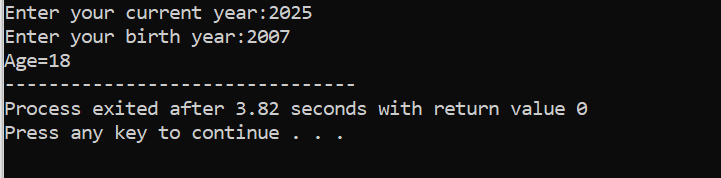 Enter your current year:2025
Enter your birth year:2007
Age=18
--------------------------------
Process exited after 3.82 seconds with return value 0
Press any key to continue . . .